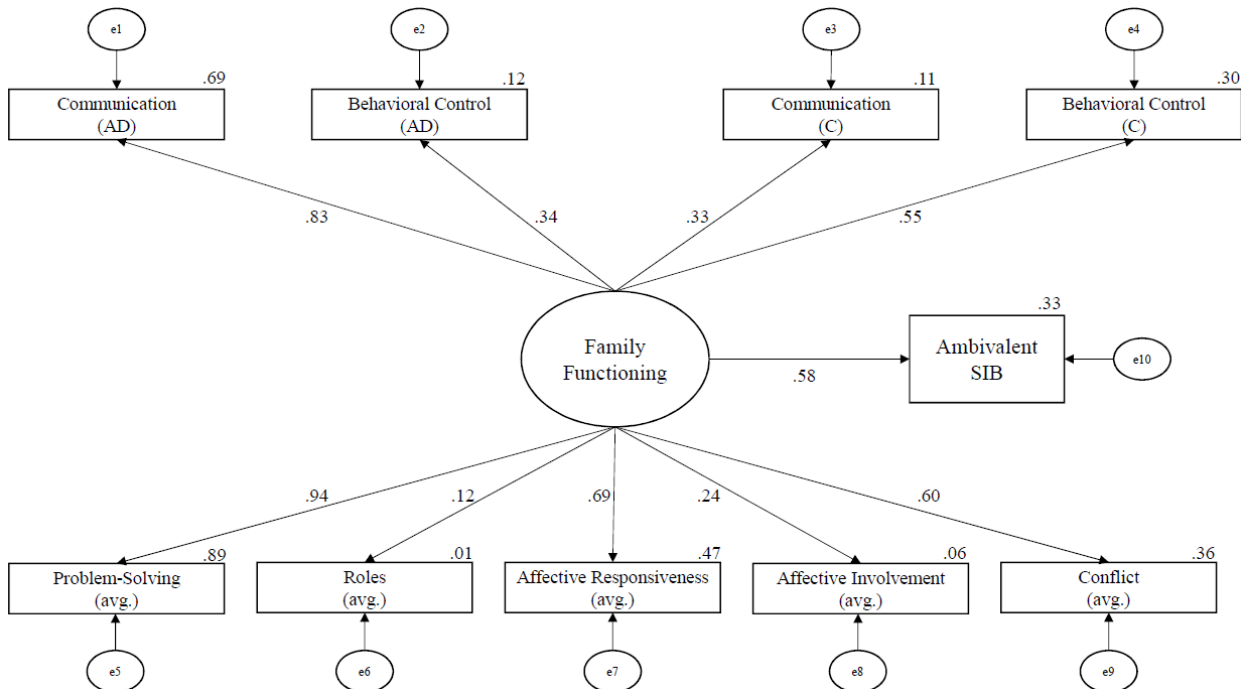 e1
e2
e3
e4
.69
.12
.11
.30
Communication
(AD)
Behavioral Control
(AD)
Communication
(C)
Behavioral Control
(C)
.83
.34
.33
.55
.33
Family
Functioning
Ambivalent
SIB
e10
.58
.94
.12
.69
.24
.60
.89
.01
.47
.06
.36
Problem-Solving
(avg.)
Roles
(avg.)
Affective Responsiveness
(avg.)
Affective Involvement
(avg.)
Conflict
(avg.)
e5
e6
e7
e8
e9